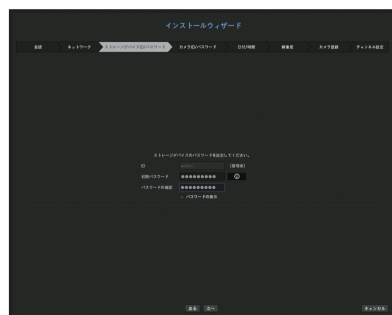 インストールウィザード
言語
ネットワーク
ストレージデバイスID/パスワード
カメラID/パスワード
日付/時間
解像度
カメラ登録
チャンネル設定
ストレージデバイスのパスワードを設定してください。
ID
admin
(管理者)
初期パスワード
●●●●●●●●●
パスワードの確認
●●●●●●●●●
パスワードの表示
戻る
次へ
キャンセル